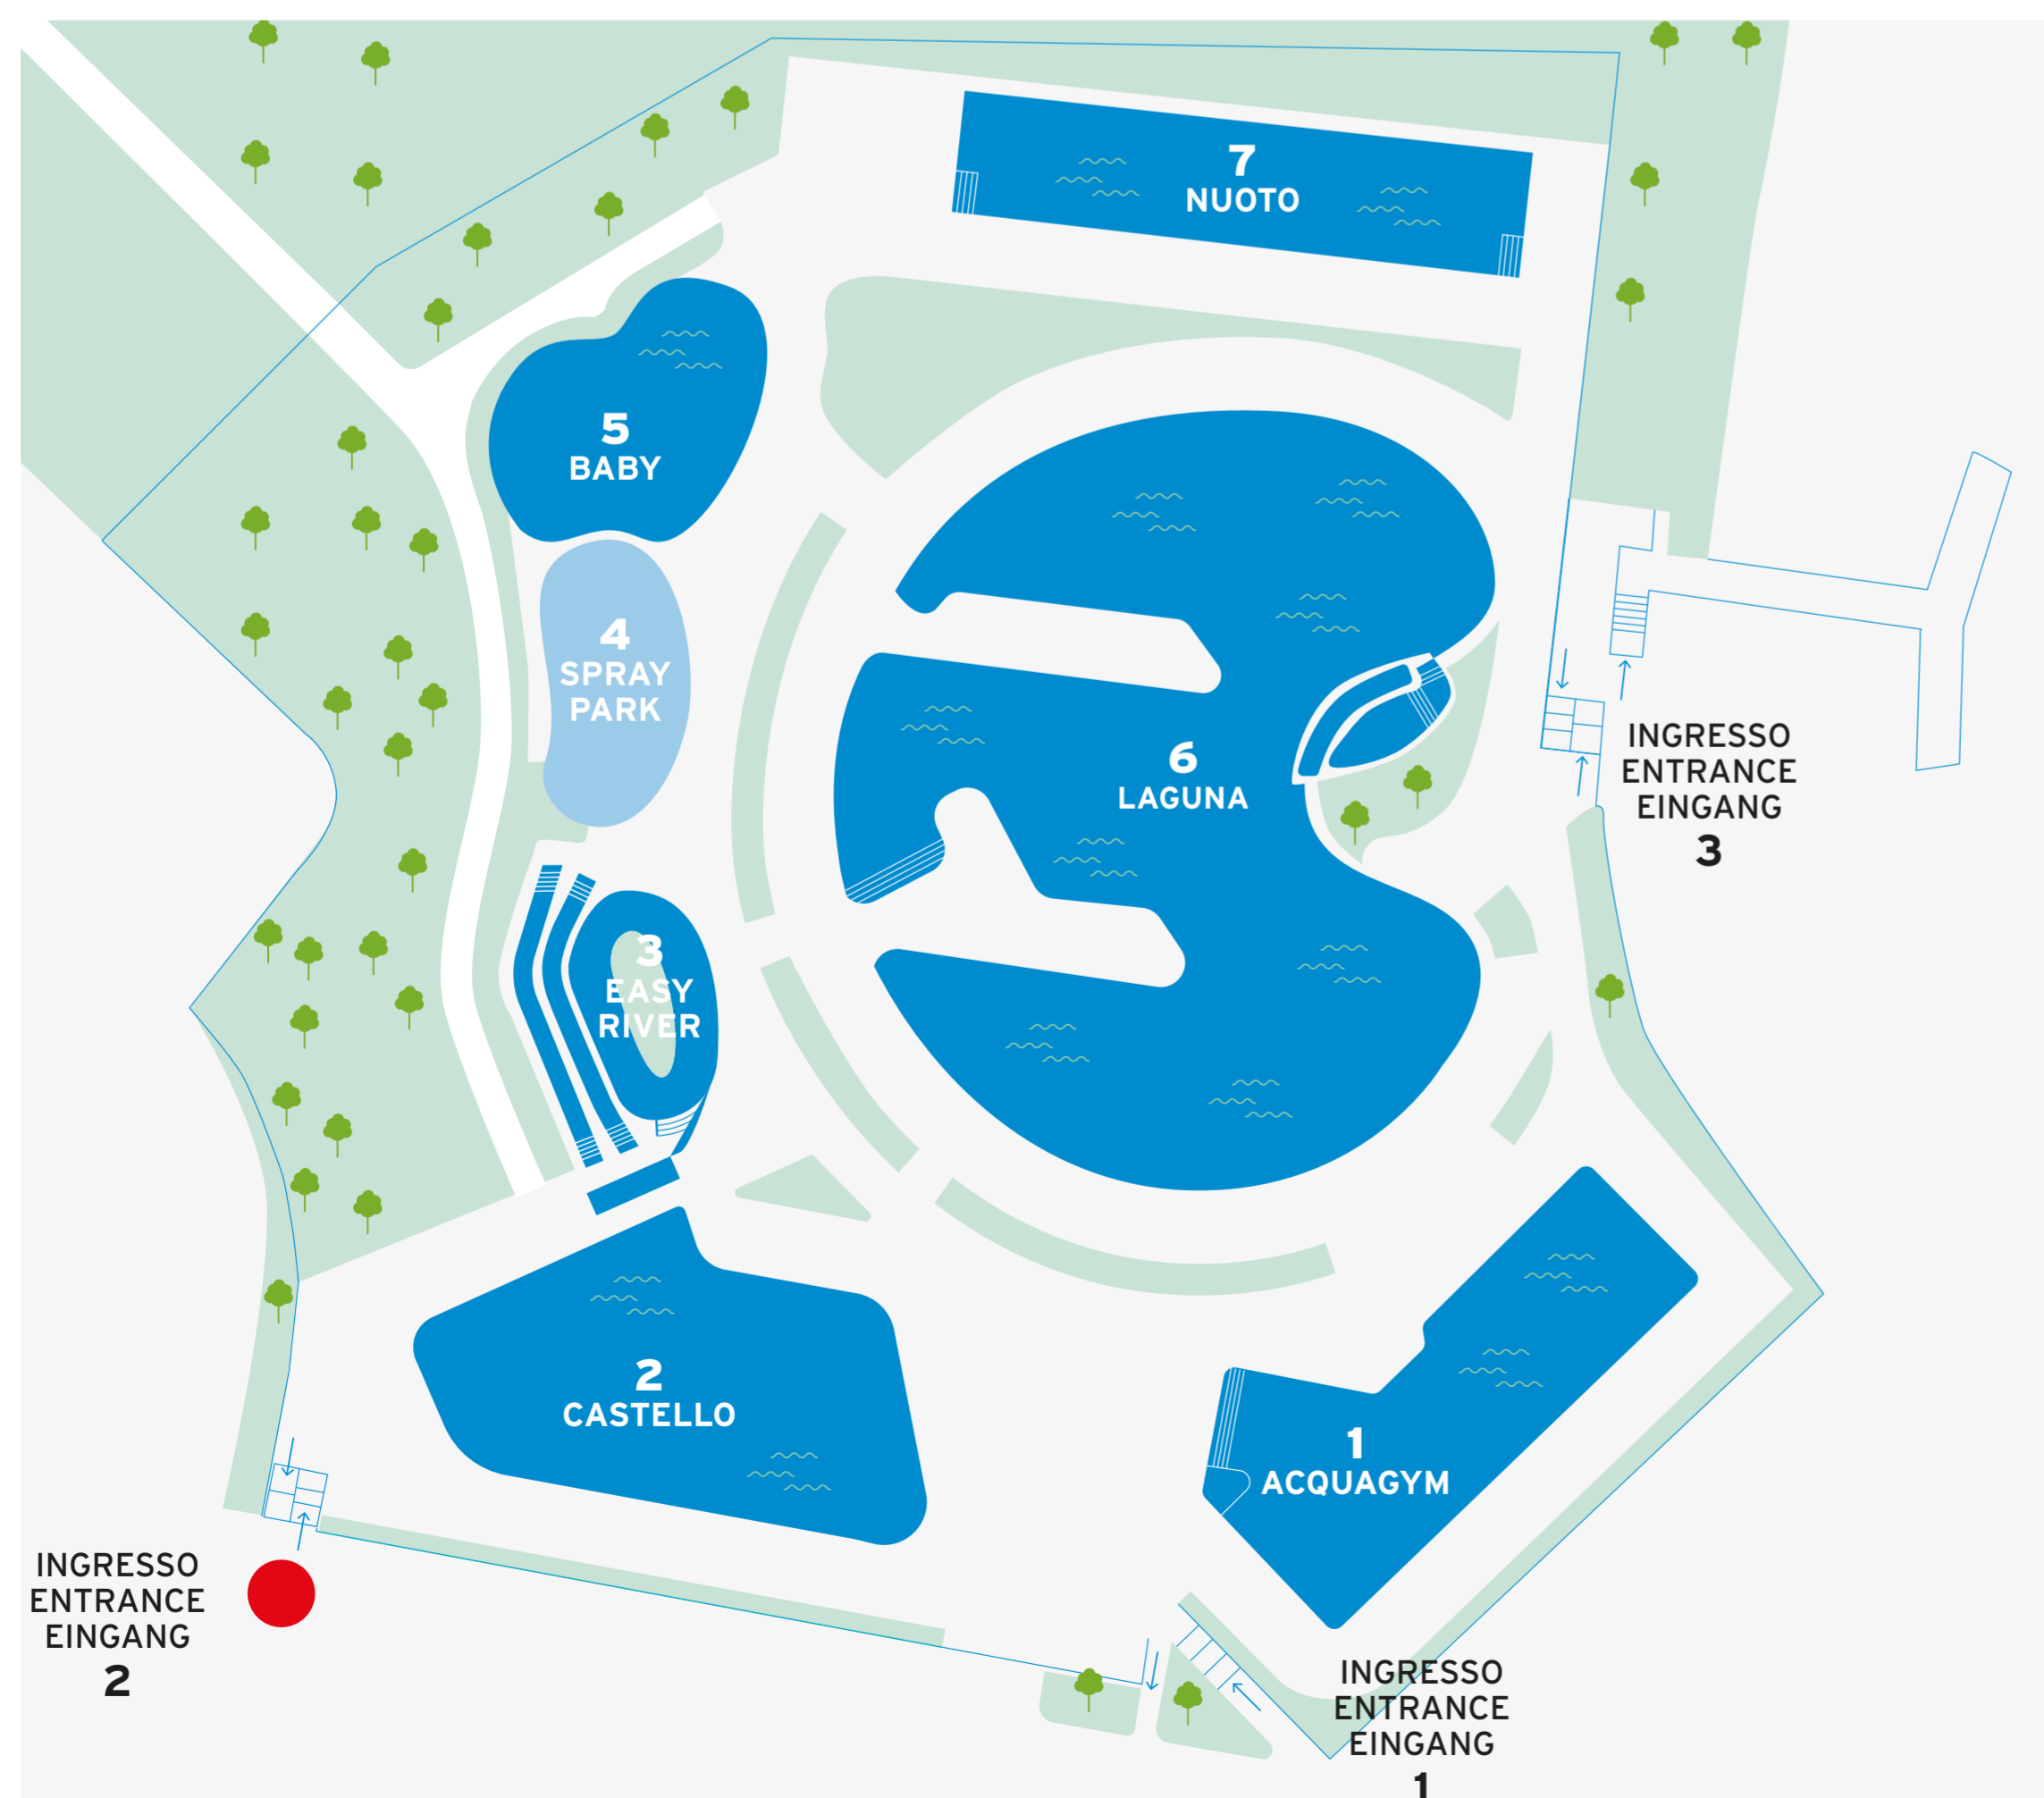 7
NUOTO
5
BABY
4
SPRAY
PARK
6
LAGUNA
INGRESSO
ENTRANCE
EINGANG
3
3
EASY
RIVER
2
CASTELLO
1
ACQUAGYM
INGRESSO
ENTRANCE
EINGANG
2
INGRESSO
ENTRANCE
EINGANG
1